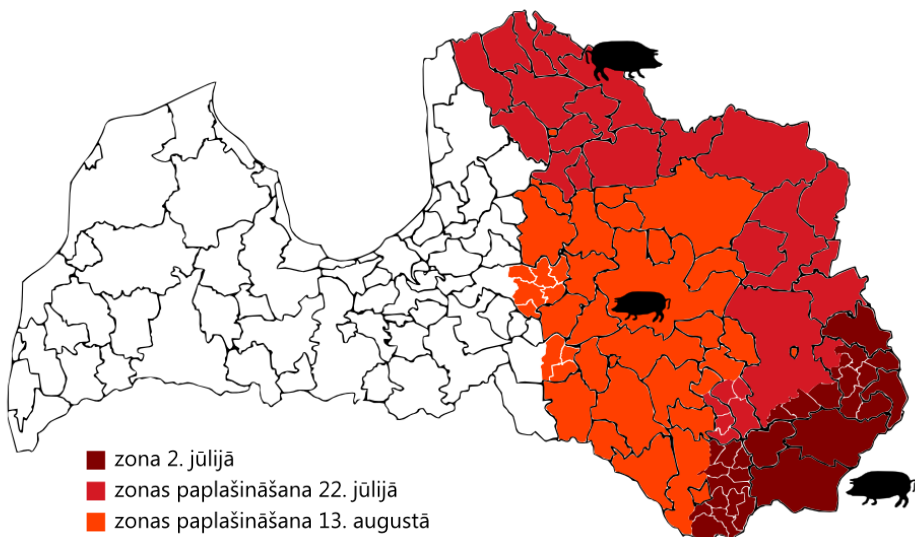 zona 2. jūlijā
zonas paplašināšana 22. jūlijā
zonas paplašināšana 13. augustā